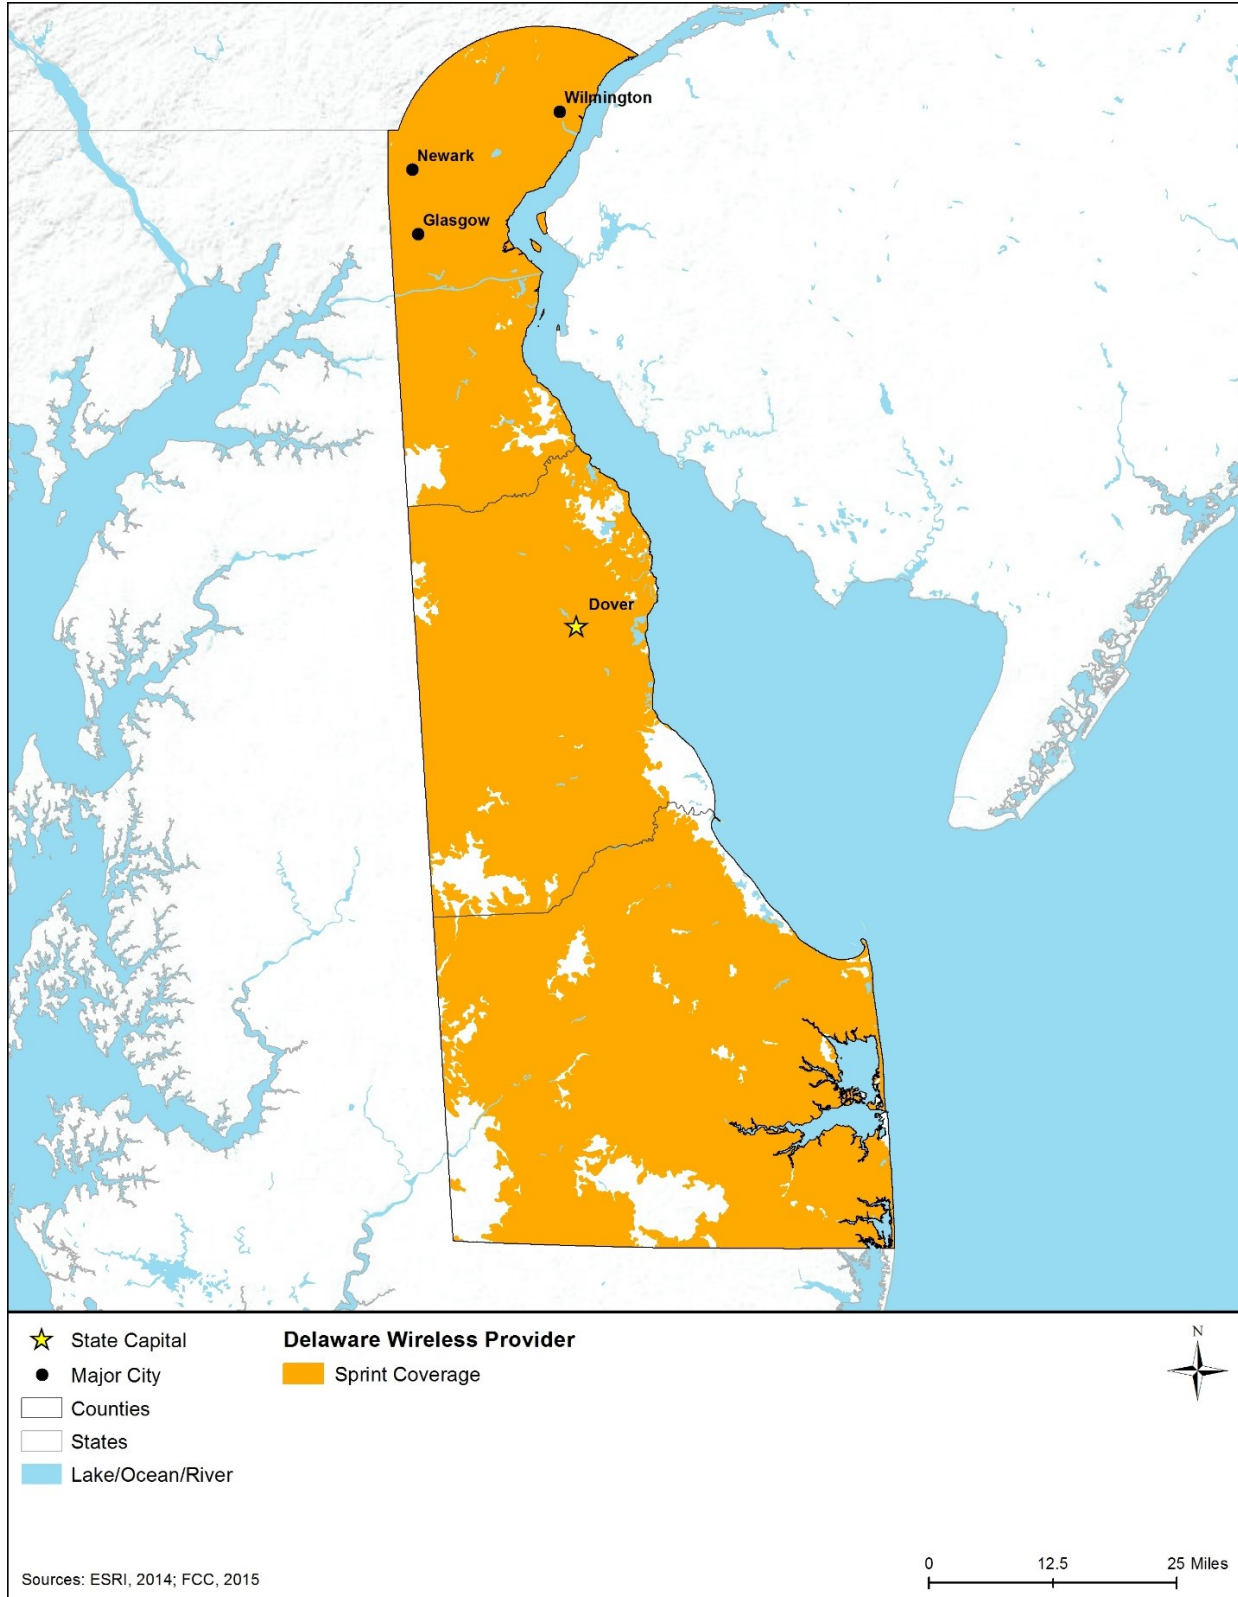 Wilmington
Newark
Glasgow
Dover
State Capital
Major City
Counties
States
Lake/Ocean/River
Delaware Wireless Provider
Sprint Coverage
N
Sources: ESRI, 2014; FCC, 2015
0 12.5 25 Miles